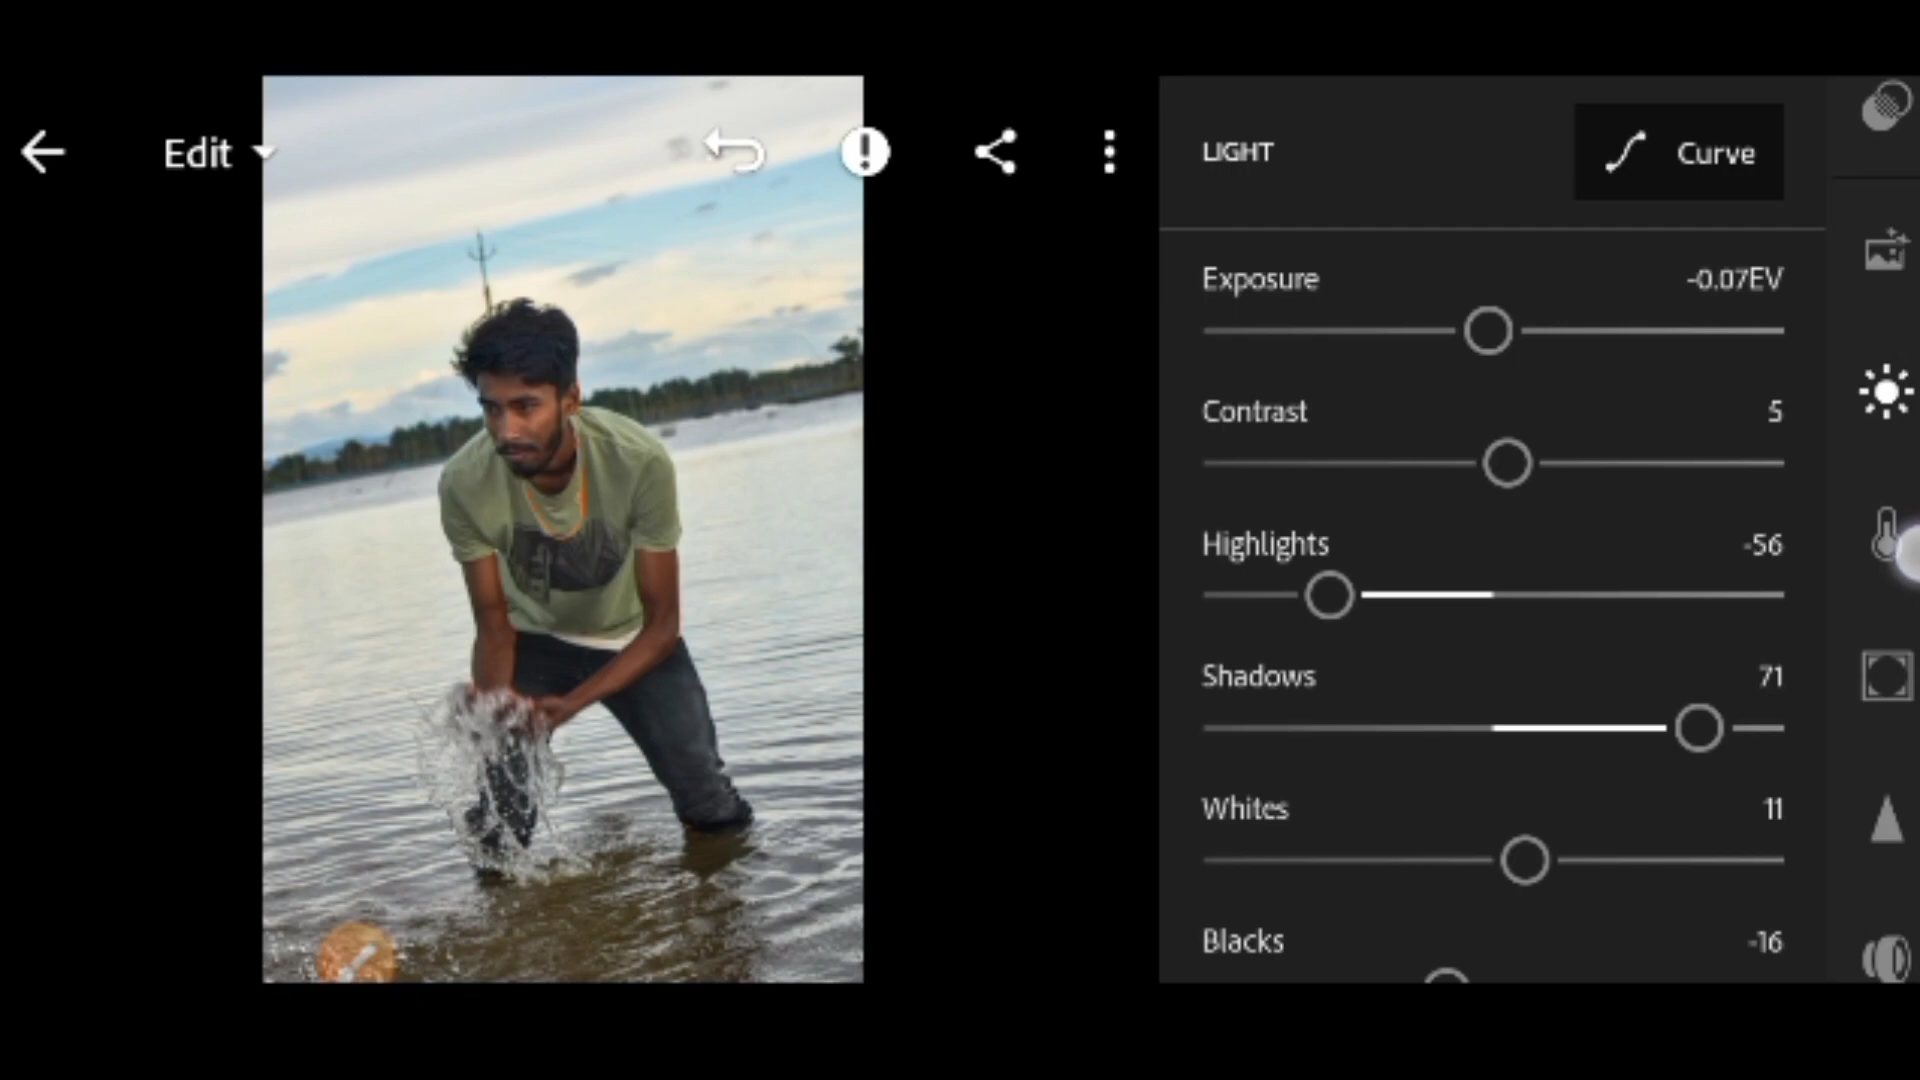 Edit
LIGHT
Curve
Exposure
-0.07EV
Contrast
5
Highlights
-56
Shadows
71
Whites
11
Blacks
-16